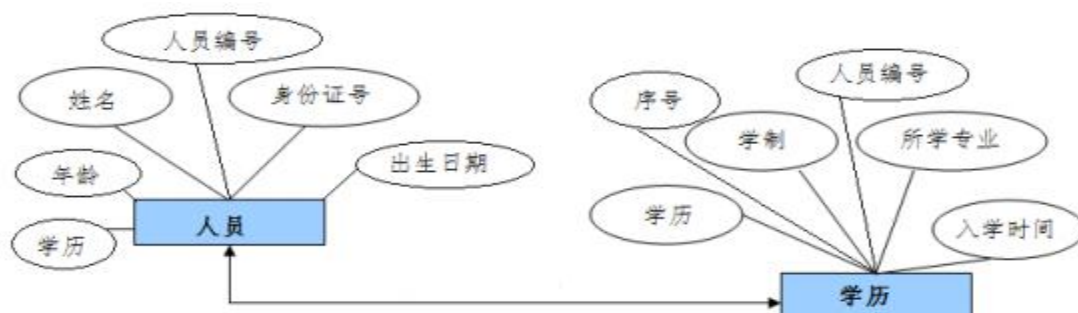 人员编号
姓名
身份证号
年龄
出生日期
学历
人员
人员编号
序号
学制
所学专业
学历
入学时间
学历